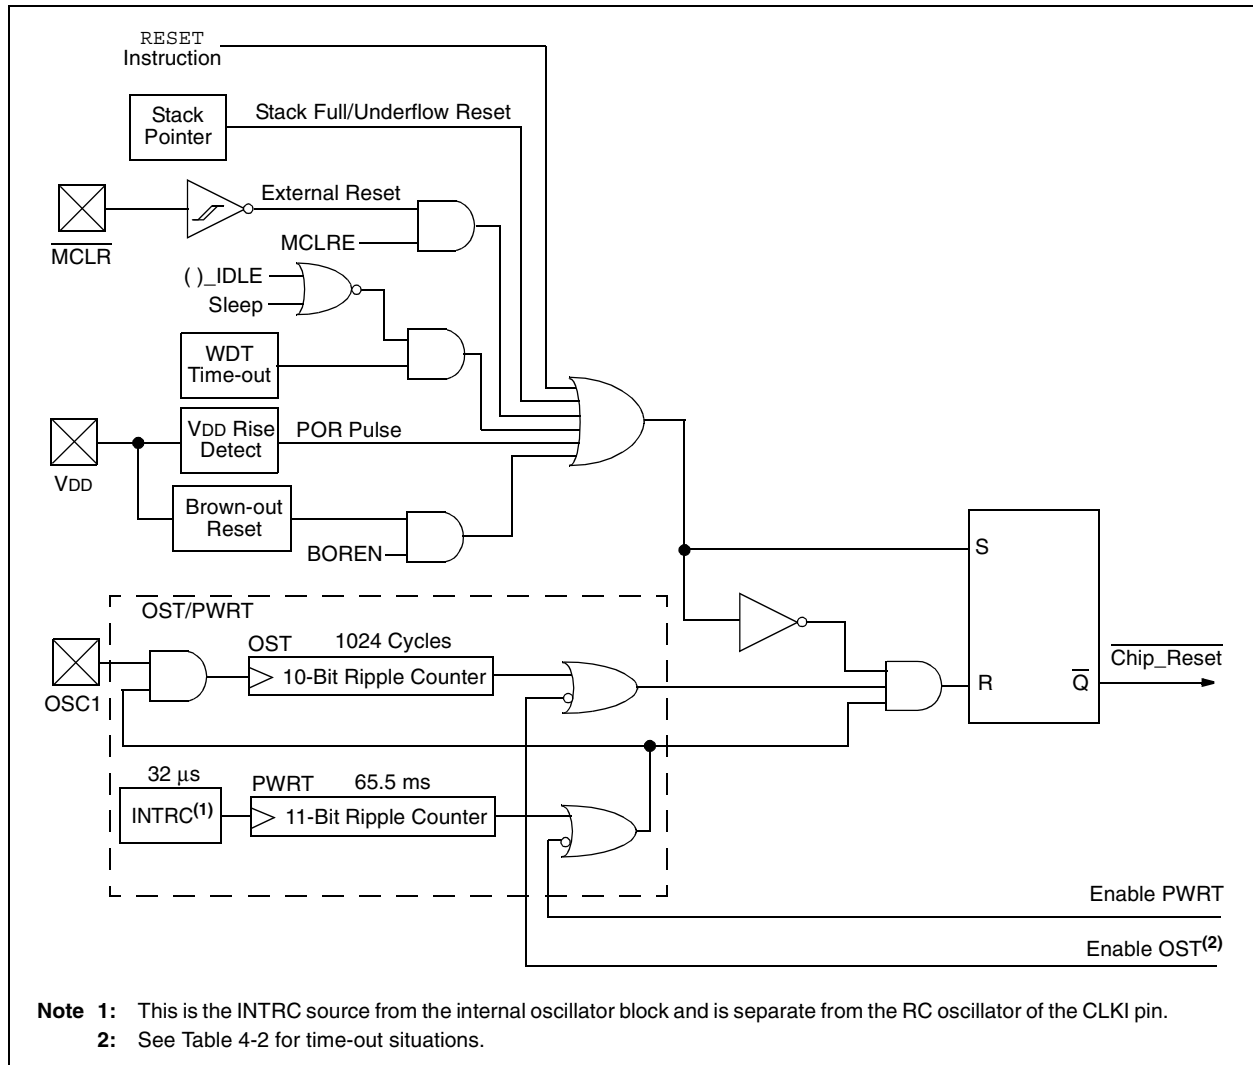 RESET
Instruction
Stack
Pointer
Stack Full/Underflow Reset
External Reset
MCLR
MCLRE
( )_IDLE
Sleep
WDT
Time-out
VDD Rise
Detect
POR Pulse
VDD
Brown-out
Reset
BOREN
S
OST/PWRT
OST
1024 Cycles
10-Bit Ripple Counter
OSC1
Chip_Reset
R
Q
32 μs
PWRT
65.5 ms
INTRC(1)
11-Bit Ripple Counter
Enable PWRT
Enable OST(2)
Note 1: This is the INTRC source from the internal oscillator block and is separate from the RC oscillator of the CLKI pin.
2: See Table 4-2 for time-out situations.